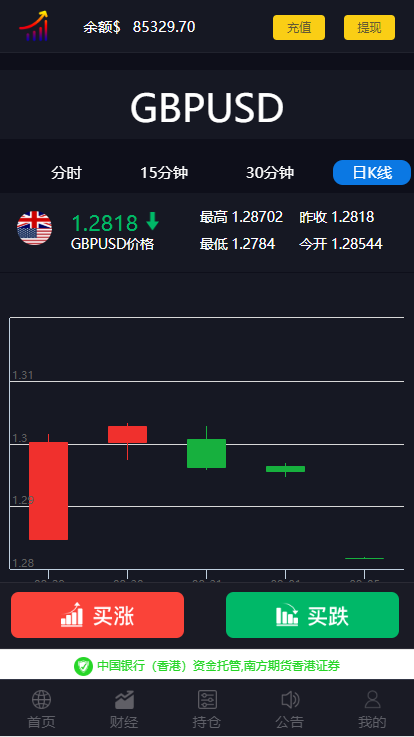 余额$ 85329.70 充值 提现
GBPUSD
分时 15分钟 30分钟 日K线
1.2818 最高 1.28702 昨收 1.2818
GBPUSD价格 最低 1.2784 今开 1.28544
1.31
1.3
1.29
1.28
买涨 买跌
中国银行（香港）资金托管,南方期货香港证券
首页 财经 持仓 公告 我的